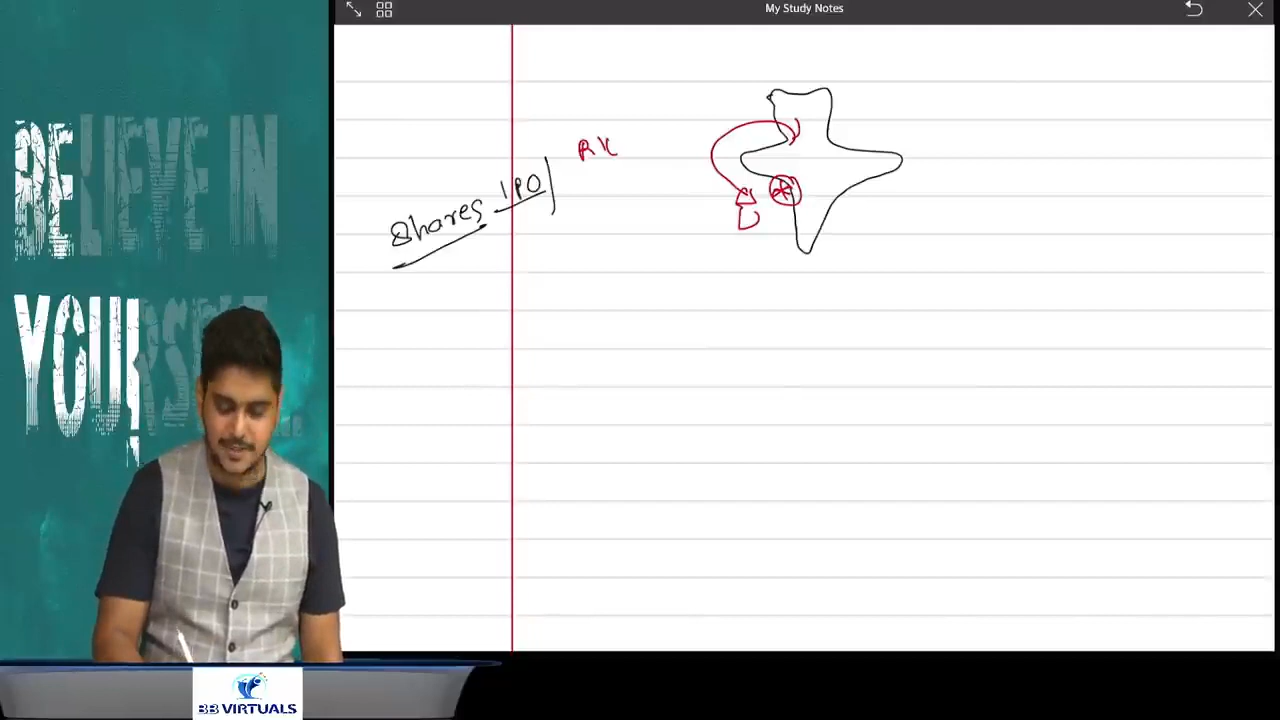 My Study Notes
BELIEVE IN
YOURSELF
RK
Shares IPO
BB VIRTUALS